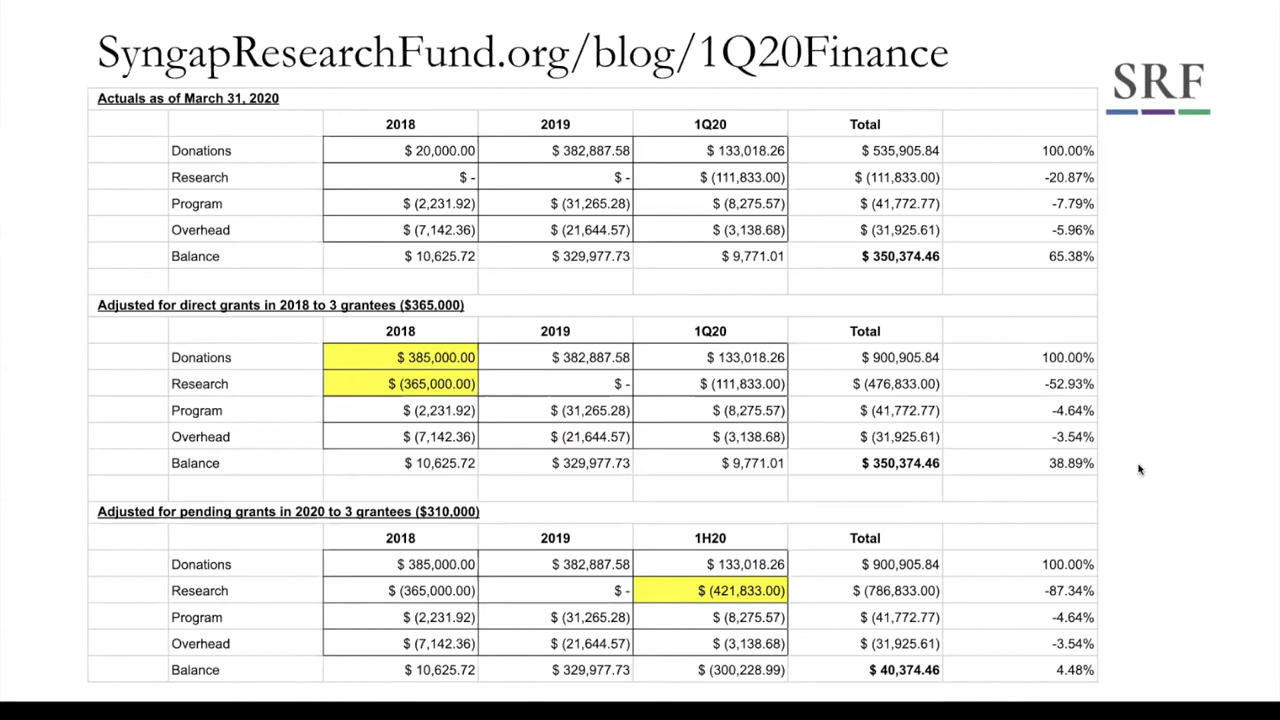 SyngapResearchFund.org/blog/1Q20Finance
SRF
Actuals as of March 31, 2020
2018 2019 1Q20 Total
Donations $ 20,000.00 $ 382,887.58 $ 133,018.26 $ 535,905.84 100.00%
Research $ - $ - $ (111,833.00) $ (111,833.00) -20.87%
Program $ (2,231.92) $ (31,265.28) $ (8,275.57) $ (41,772.77) -7.79%
Overhead $ (7,142.36) $ (21,644.57) $ (3,138.68) $ (31,925.61) -5.96%
Balance $ 10,625.72 $ 329,977.73 $ 9,771.01 $ 350,374.46 65.38%
Adjusted for direct grants in 2018 to 3 grantees ($365,000)
2018 2019 1Q20 Total
Donations $ 385,000.00 $ 382,887.58 $ 133,018.26 $ 900,905.84 100.00%
Research $ (365,000.00) $ - $ (111,833.00) $ (476,833.00) -52.93%
Program $ (2,231.92) $ (31,265.28) $ (8,275.57) $ (41,772.77) -4.64%
Overhead $ (7,142.36) $ (21,644.57) $ (3,138.68) $ (31,925.61) -3.54%
Balance $ 10,625.72 $ 329,977.73 $ 9,771.01 $ 350,374.46 38.89%
Adjusted for pending grants in 2020 to 3 grantees ($310,000)
2018 2019 1H20 Total
Donations $ 385,000.00 $ 382,887.58 $ 133,018.26 $ 900,905.84 100.00%
Research $ (365,000.00) $ - $ (421,833.00) $ (786,833.00) -87.34%
Program $ (2,231.92) $ (31,265.28) $ (8,275.57) $ (41,772.77) -4.64%
Overhead $ (7,142.36) $ (21,644.57) $ (3,138.68) $ (31,925.61) -3.54%
Balance $ 10,625.72 $ 329,977.73 $ (300,228.99) $ 40,374.46 4.48%